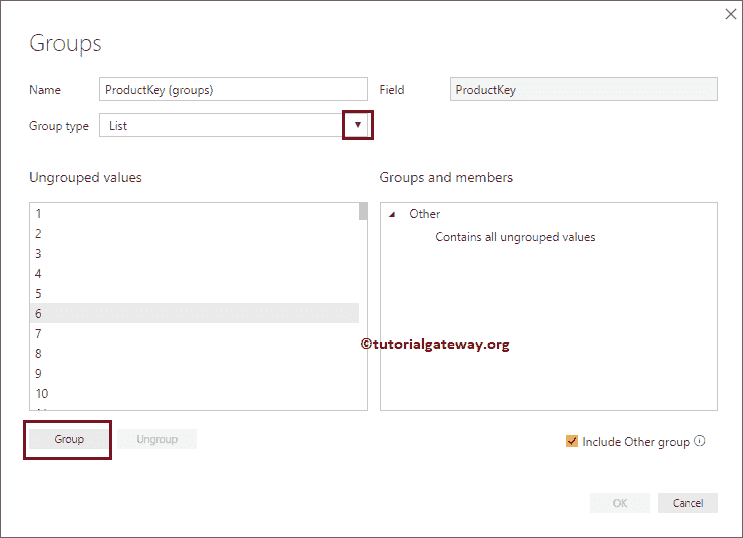 Groups
Name ProductKey (groups) Field ProductKey
Group type List
Ungrouped values
1
2
3
4
5
6
7
8
9
10
Groups and members
Other
Contains all ungrouped values
©tutorialgateway.org
Group Ungroup
Include Other group
OK Cancel